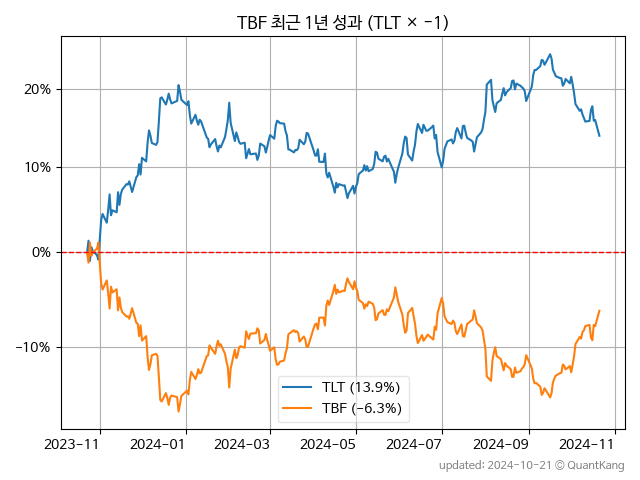 TBF 최근 1년 성과 (TLT × −1)
20%
10%
0%
−10%
TLT (13.9%)
TBF (−6.3%)
2023−11
2024−01
2024−03
2024−05
2024−07
2024−09
2024−11
updated: 2024-10-21 © QuantKang